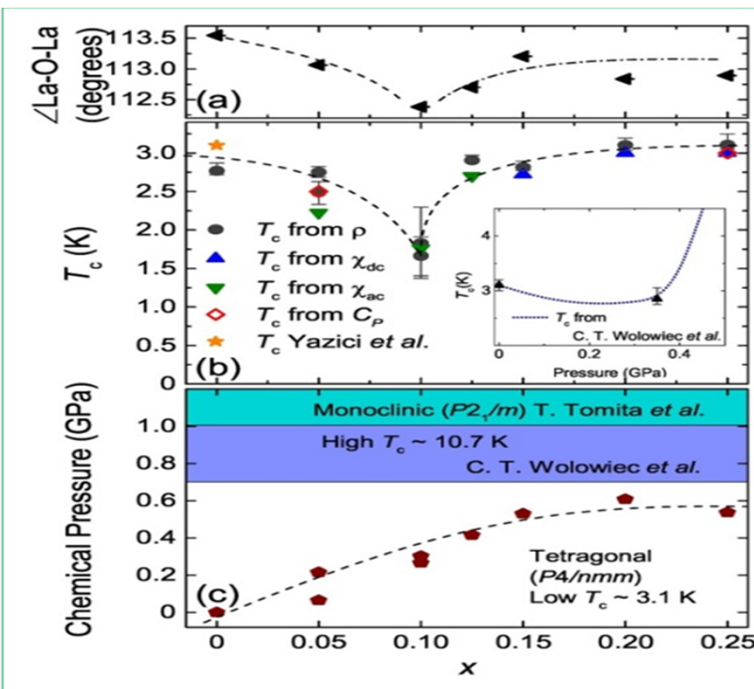 ∠La-O-La
(degrees)
113.5
113.0
112.5
(a)
T_c (K)
3.0
2.5
2.0
1.5
1.0
0.5
0
T_c from ρ
T_c from χ_dc
T_c from χ_ac
T_c from C_P
T_c Yazici et al.
(b)
T_c(K)
4
3
T_c from
C. T. Wolowiec et al.
0.0 0.2 0.4
Pressure (GPa)
Chemical Pressure (GPa)
1.0
0.8
0.6
0.4
0.2
0
Monoclinic (P2_1/m) T. Tomita et al.
High T_c ~ 10.7 K
C. T. Wolowiec et al.
Tetragonal
(P4/nmm)
Low T_c ~ 3.1 K
(c)
0 0.05 0.10 0.15 0.20 0.25
x